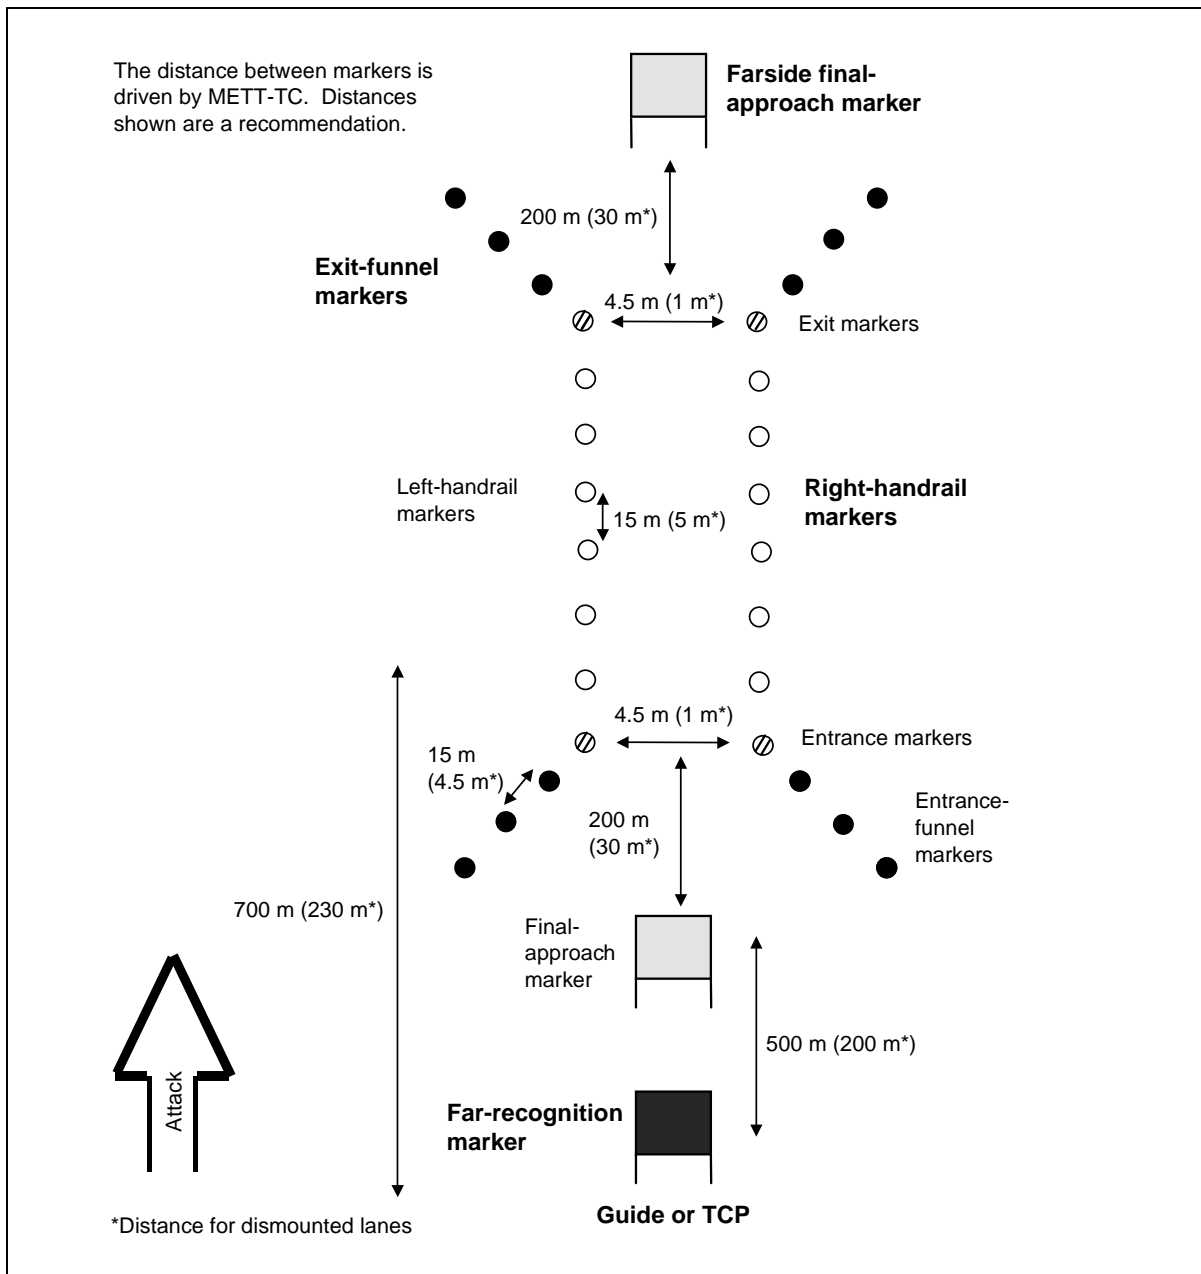 The distance between markers is
driven by METT-TC.  Distances
shown are a recommendation.
Farside final-
approach marker
200 m (30 m*)
Exit-funnel
markers
4.5 m (1 m*)
Exit markers
Left-handrail
markers
15 m (5 m*)
Right-handrail
markers
4.5 m (1 m*)
Entrance markers
15 m
(4.5 m*)
200 m
(30 m*)
Entrance-
funnel
markers
700 m (230 m*)
Final-
approach
marker
500 m (200 m*)
Attack
Far-recognition
marker
Guide or TCP
*Distance for dismounted lanes